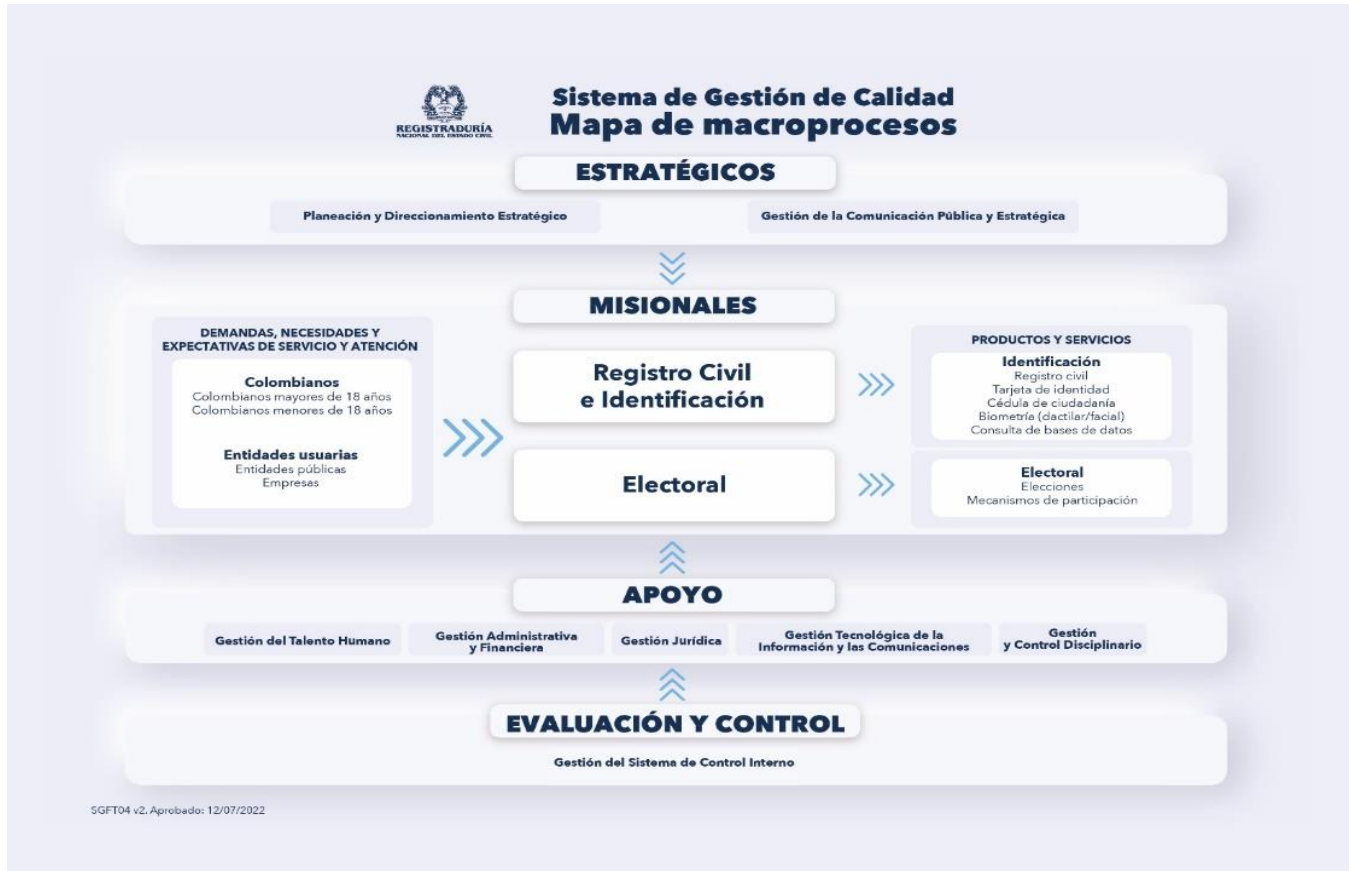 REGISTRADURÍA
NACIONAL DEL ESTADO CIVIL
Sistema de Gestión de Calidad
Mapa de macroprocesos
ESTRATÉGICOS
Planeación y Direccionamiento Estratégico
Gestión de la Comunicación Pública y Estratégica
MISIONALES
DEMANDAS, NECESIDADES Y
EXPECTATIVAS DE SERVICIO Y ATENCIÓN
Colombianos
Colombianos mayores de 18 años
Colombianos menores de 18 años
Entidades usuarias
Entidades públicas
Empresas
Registro Civil
e Identificación
Electoral
PRODUCTOS Y SERVICIOS
Identificación
Registro civil
Tarjeta de identidad
Cédula de ciudadanía
Biometría (dactilar/facial)
Consulta de bases de datos
Electoral
Elecciones
Mecanismos de participación
APOYO
Gestión del Talento Humano
Gestión Administrativa
y Financiera
Gestión Jurídica
Gestión Tecnológica de la
Información y las Comunicaciones
Gestión
y Control Disciplinario
EVALUACIÓN Y CONTROL
Gestión del Sistema de Control Interno
SGFT04 v2. Aprobado: 12/07/2022